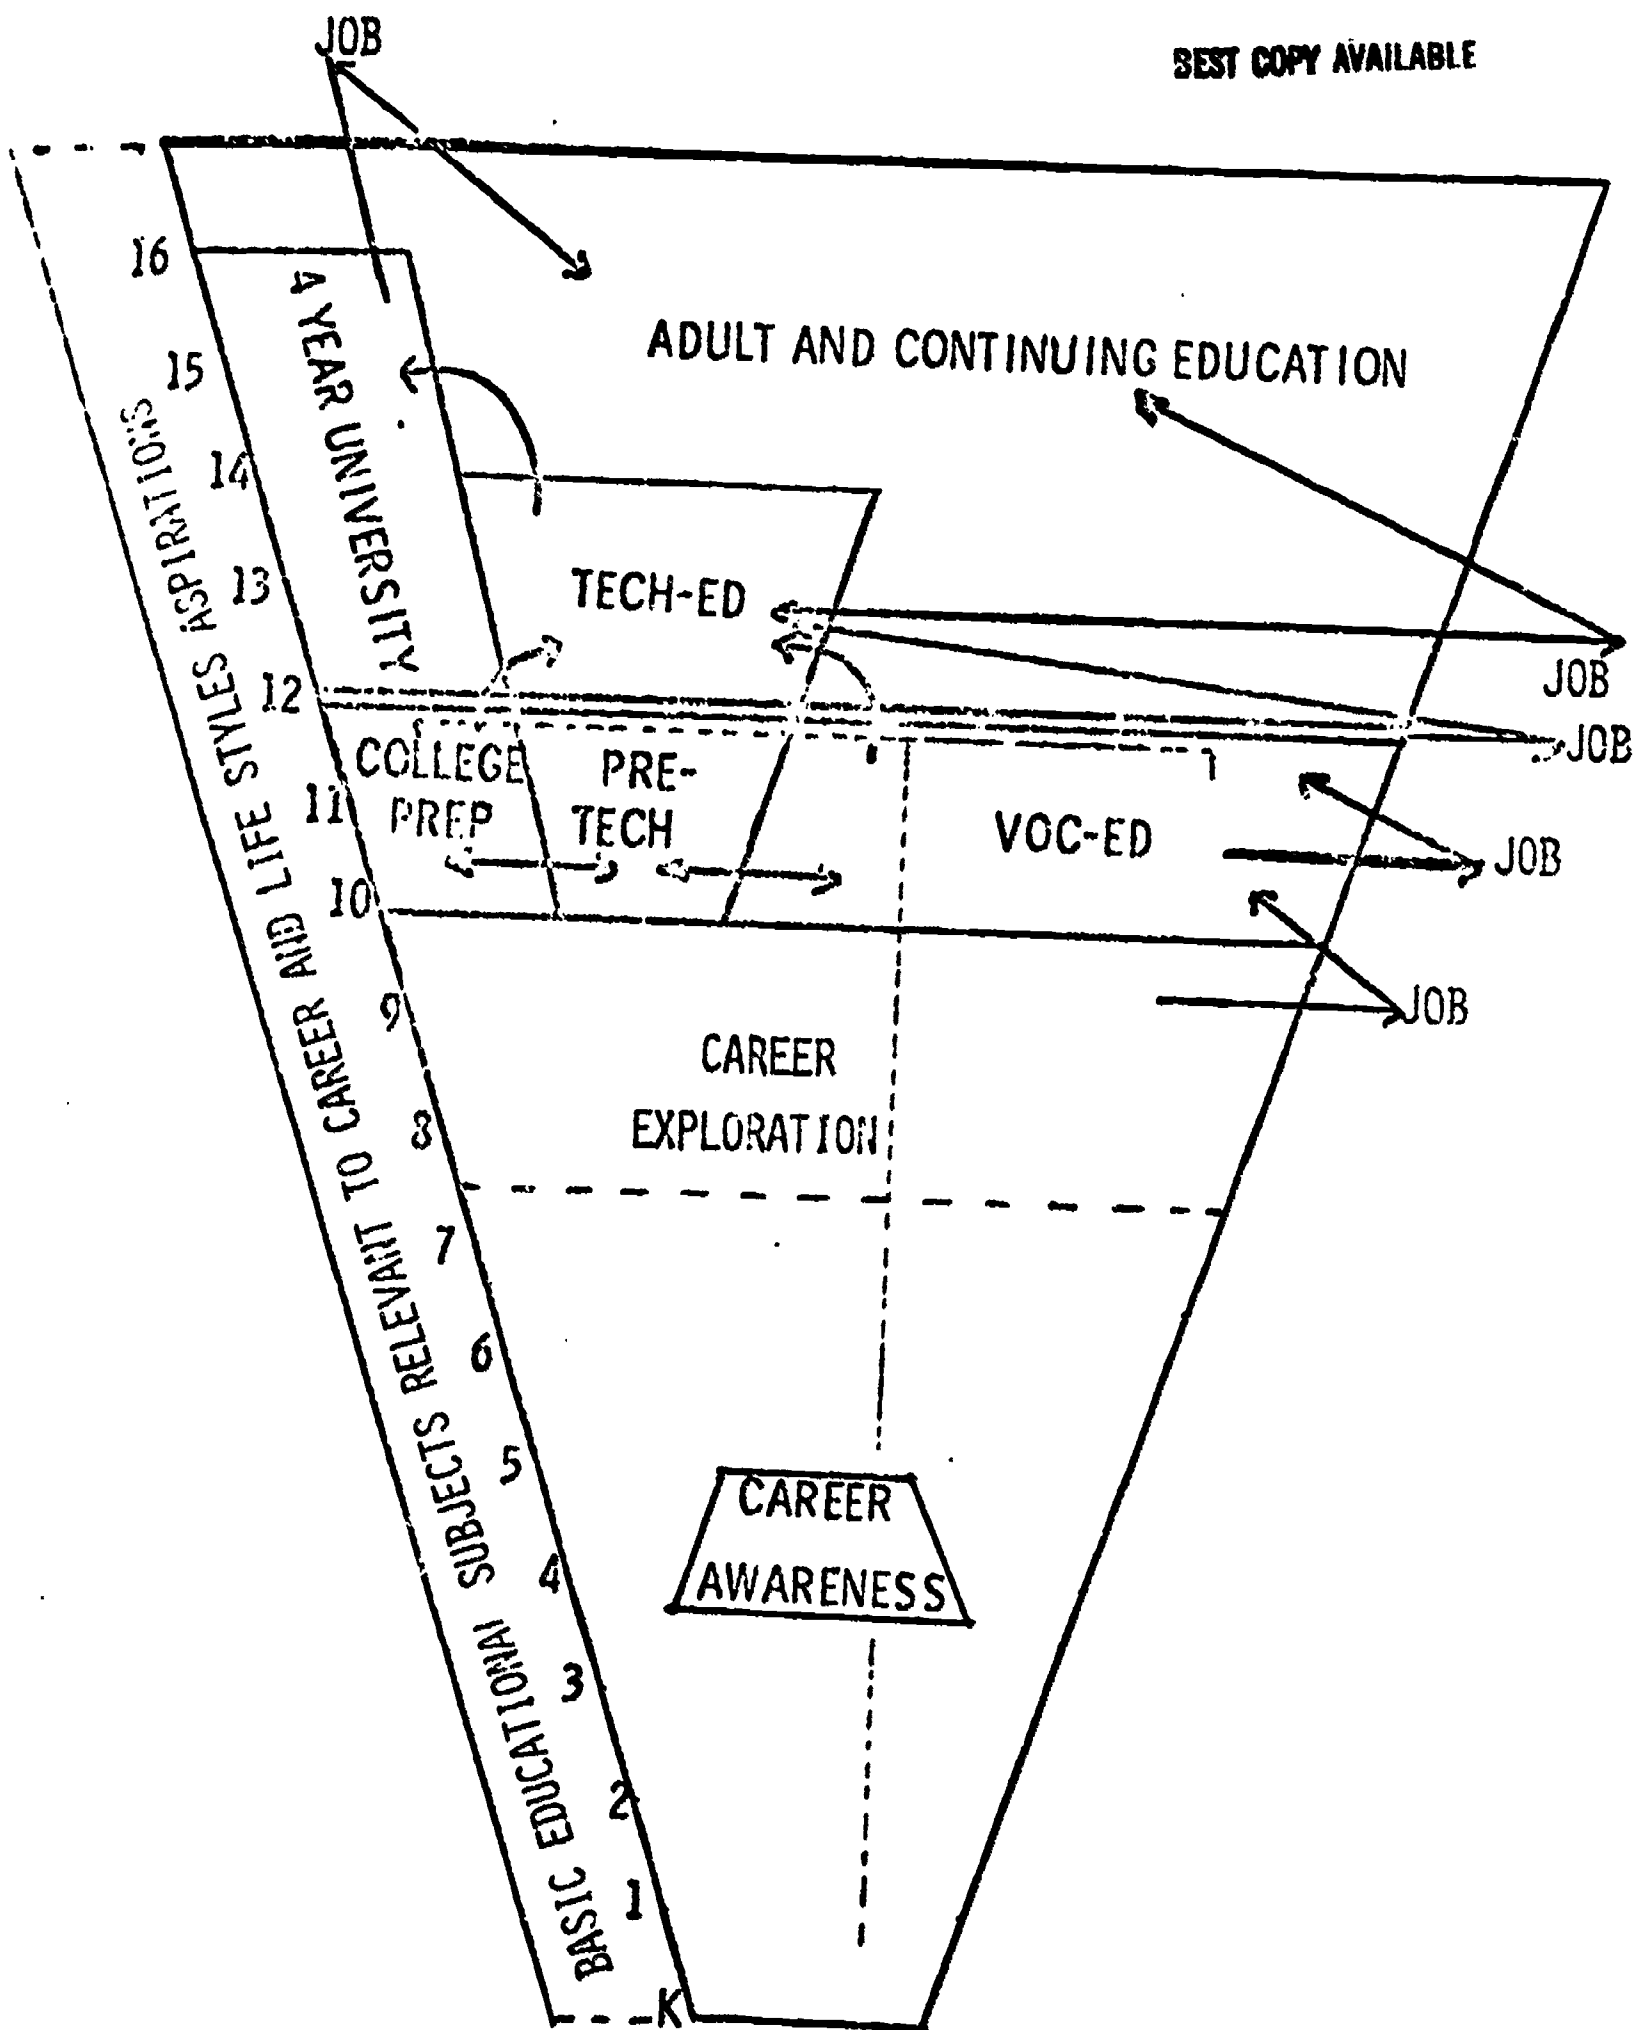 JOB
BEST COPY AVAILABLE
16
4 YEAR UNIVERSITY
ADULT AND CONTINUING EDUCATION
15
14
13
TECH-ED
12
JOB
JOB
COLLEGE
PREP
PRE-
TECH
VOC-ED
11
JOB
10
9
JOB
CAREER
EXPLORATION
8
7
6
5
CAREER
AWARENESS
4
3
2
1
K
BASIC EDUCATIONAL SUBJECTS RELEVANT TO CAREER AND LIFE STYLES ASPIRATIONS